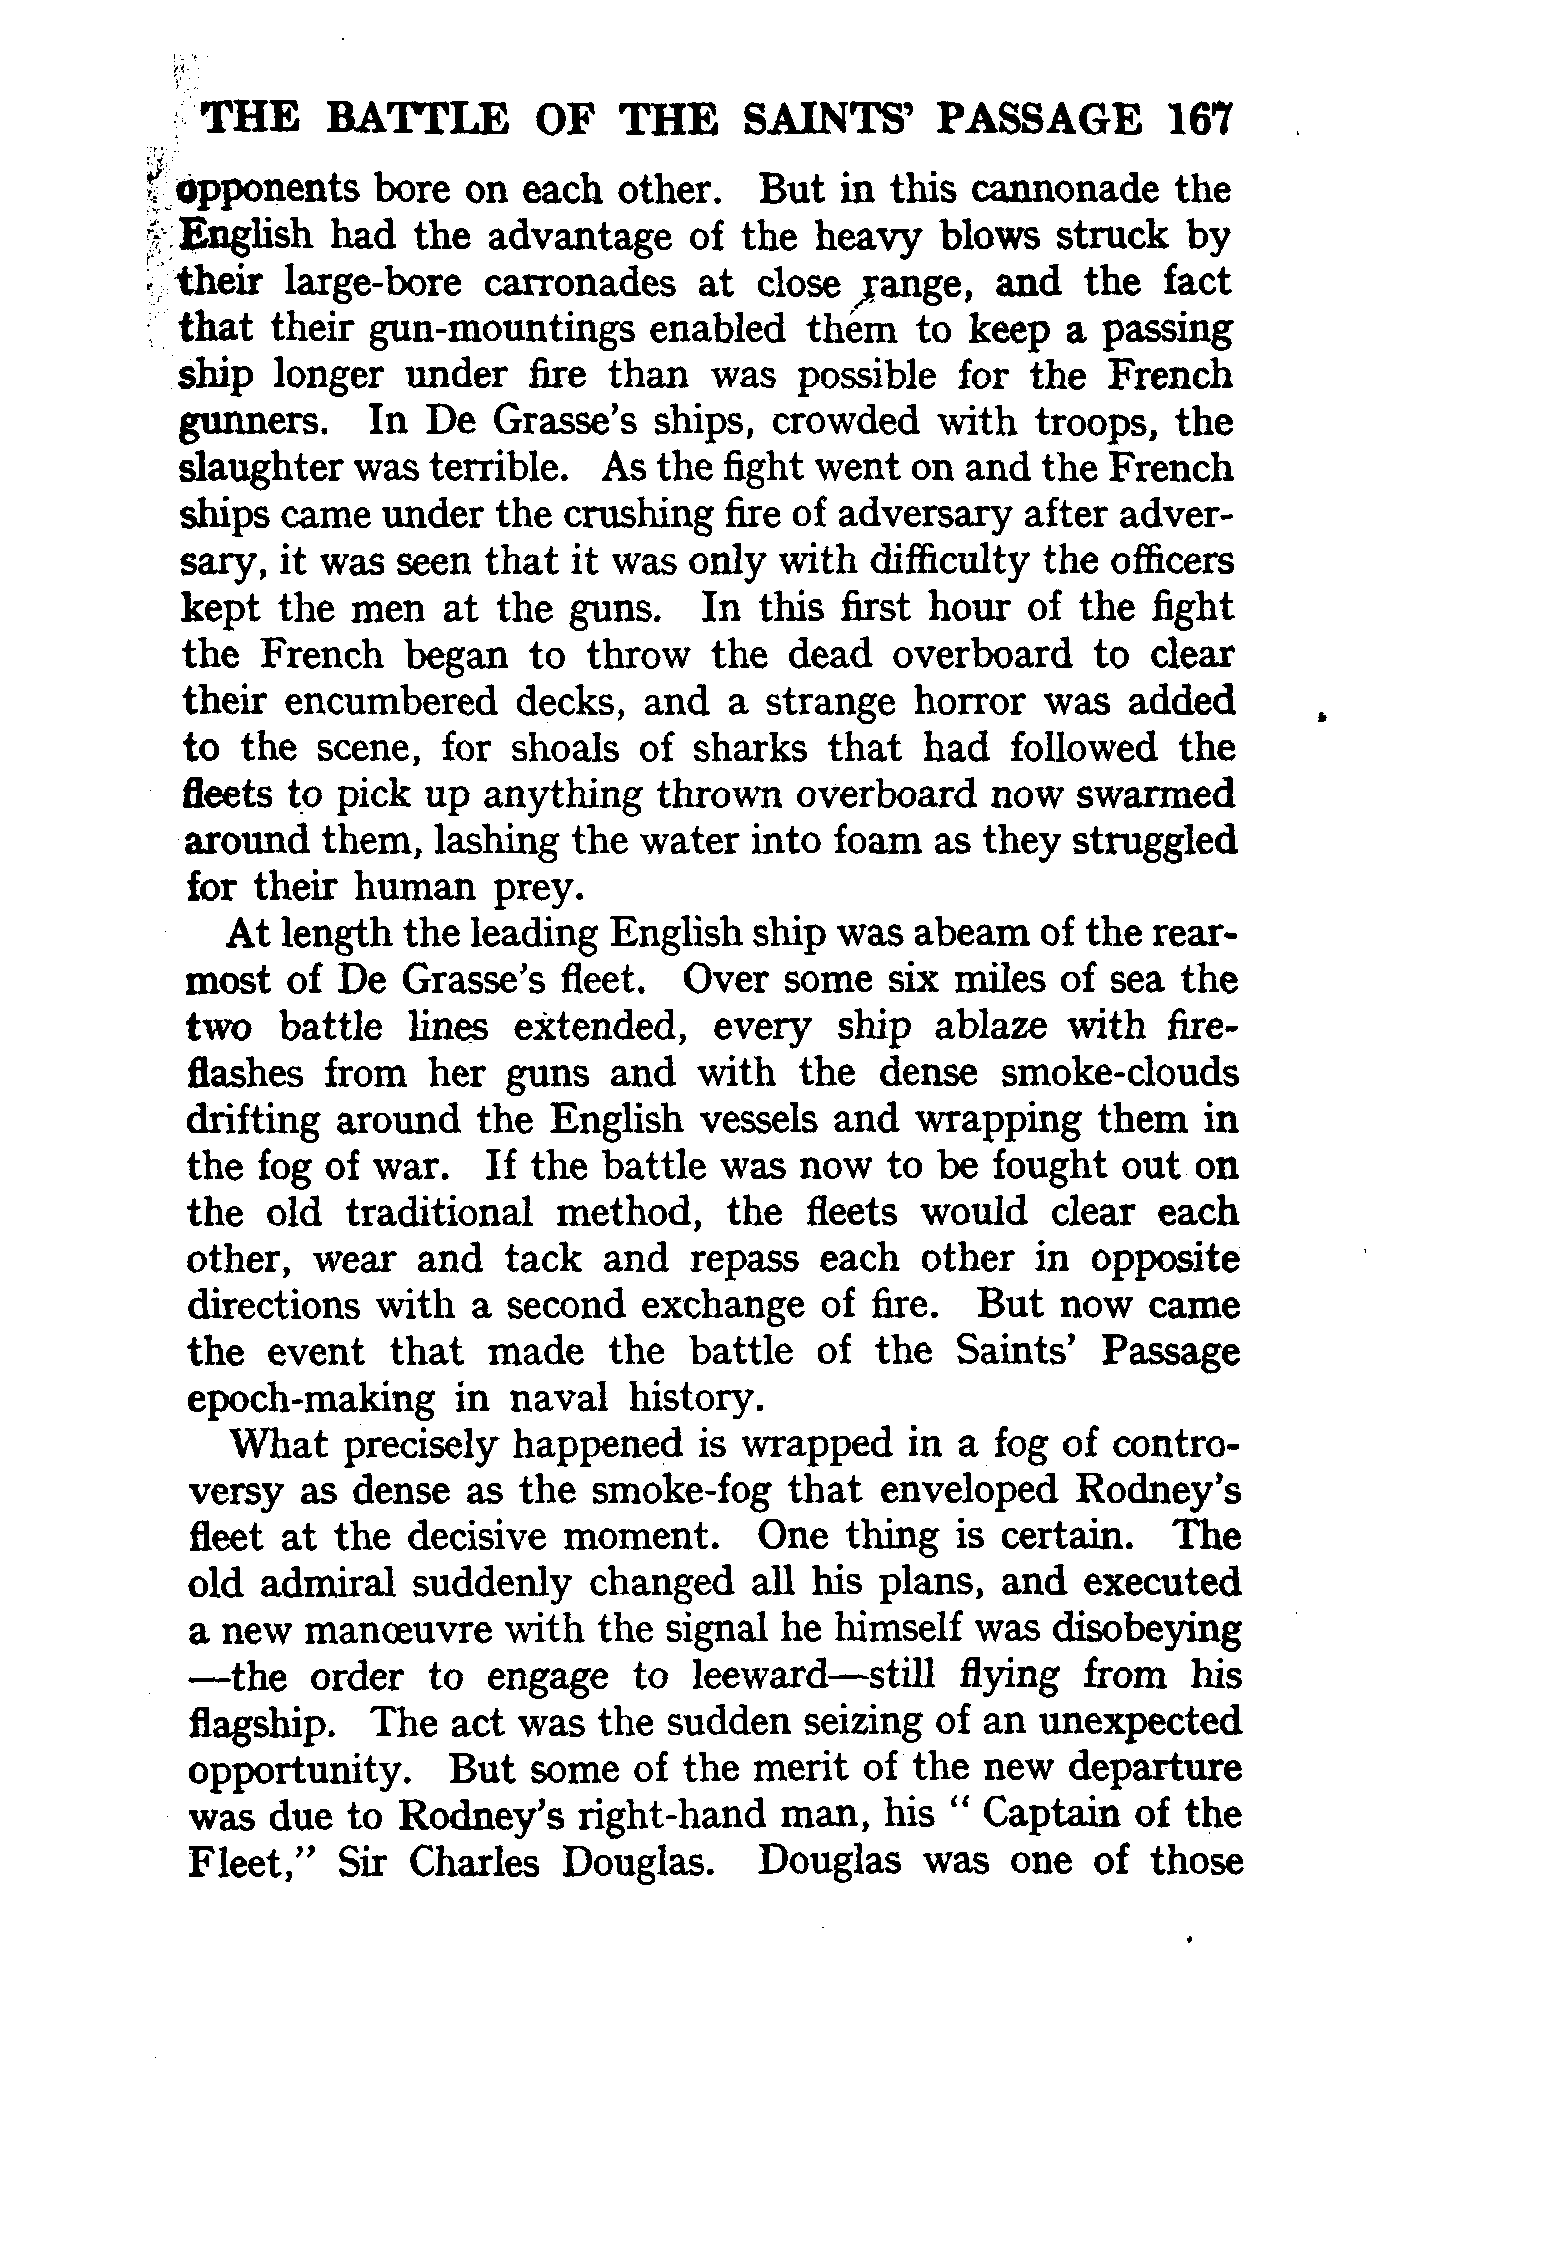 THE BATTLE OF THE SAINTS' PASSAGE 167
opponents bore on each other. But in this cannonade the
English had the advantage of the heavy blows struck by
their large-bore carronades at close range, and the fact
that their gun-mountings enabled them to keep a passing
ship longer under fire than was possible for the French
gunners. In De Grasse's ships, crowded with troops, the
slaughter was terrible. As the fight went on and the French
ships came under the crushing fire of adversary after adver-
sary, it was seen that it was only with difficulty the officers
kept the men at the guns. In this first hour of the fight
the French began to throw the dead overboard to clear
their encumbered decks, and a strange horror was added
to the scene, for shoals of sharks that had followed the
fleets to pick up anything thrown overboard now swarmed
around them, lashing the water into foam as they struggled
for their human prey.
At length the leading English ship was abeam of the rear-
most of De Grasse's fleet. Over some six miles of sea the
two battle lines extended, every ship ablaze with fire-
flashes from her guns and with the dense smoke-clouds
drifting around the English vessels and wrapping them in
the fog of war. If the battle was now to be fought out on
the old traditional method, the fleets would clear each
other, wear and tack and repass each other in opposite
directions with a second exchange of fire. But now came
the event that made the battle of the Saints' Passage
epoch-making in naval history.
What precisely happened is wrapped in a fog of contro-
versy as dense as the smoke-fog that enveloped Rodney's
fleet at the decisive moment. One thing is certain. The
old admiral suddenly changed all his plans, and executed
a new manœuvre with the signal he himself was disobeying
—the order to engage to leeward—still flying from his
flagship. The act was the sudden seizing of an unexpected
opportunity. But some of the merit of the new departure
was due to Rodney's right-hand man, his " Captain of the
Fleet," Sir Charles Douglas. Douglas was one of those